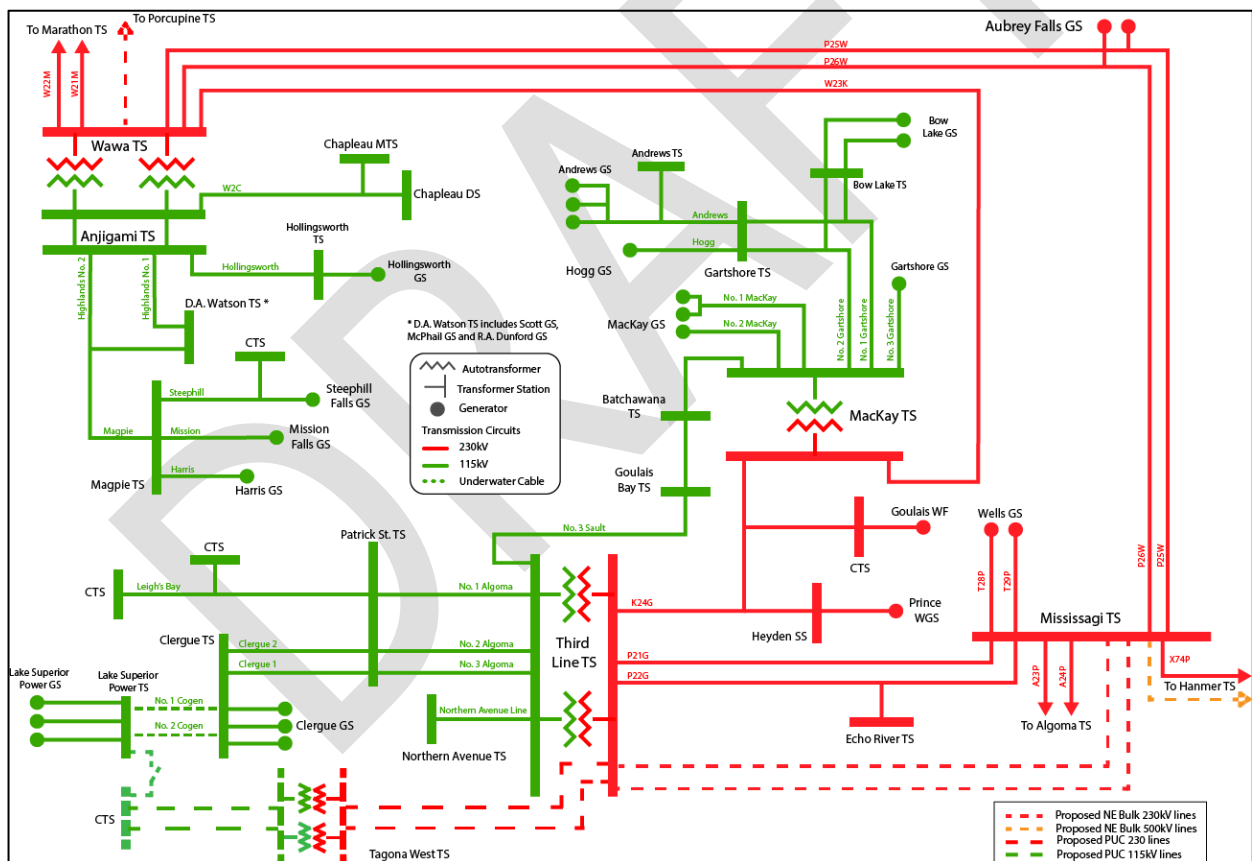 To Porcupine TS
To Marathon TS
Aubrey Falls GS
P25W
P26W
W23K
W22M
W21M
Wawa TS
Chapleau MTS
W2C
Chapleau DS
Anjigami TS
Hollingsworth
TS
Hollingsworth
Hollingsworth
GS
Highlands No. 2
Highlands No. 1
D.A. Watson TS *
Bow
Lake GS
Andrews TS
Andrews GS
Bow Lake TS
Andrews
Hogg
Hogg GS
Gartshore TS
Gartshore GS
No. 1 MacKay
MacKay GS
No. 2 MacKay
No. 2 Gartshore
No. 1 Gartshore
No. 3 Gartshore
* D.A. Watson TS includes Scott GS,
McPhail GS and R.A. Dunford GS
Autotransformer
Transformer Station
Generator
Transmission Circuits
230kV
115kV
Underwater Cable
CTS
Steephill
Steephill
Falls GS
Magpie
Mission
Mission
Falls GS
Harris
Harris GS
Magpie TS
Batchawana
TS
MacKay TS
Goulais
Bay TS
No. 3 Sault
Goulais WF
CTS
Wells GS
T28P
T29P
P26W
P25W
Patrick St. TS
CTS
Leigh's Bay
CTS
No. 1 Algoma
K24G
Prince
WGS
Heyden SS
Mississagi TS
Clergue TS
Clergue 2
No. 2 Algoma
Clergue 1
No. 3 Algoma
Third
Line TS
P21G
P22G
X74P
A23P
A24P
To Hanmer TS
To Algoma TS
Lake Superior
Power GS
Lake Superior
Power TS
No. 1 Cogen
No. 2 Cogen
Clergue GS
Northern Avenue Line
Northern Avenue TS
Echo River TS
CTS
Tagona West TS
Proposed NE Bulk 230kV lines
Proposed NE Bulk 500kV lines
Proposed PUC 230 lines
Proposed PUC 115kV lines
DRAFT